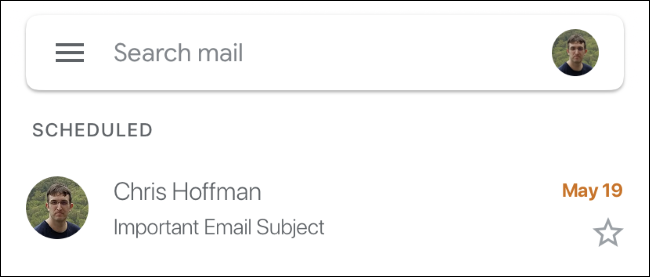 Search mail
SCHEDULED
Chris Hoffman
May 19
Important Email Subject